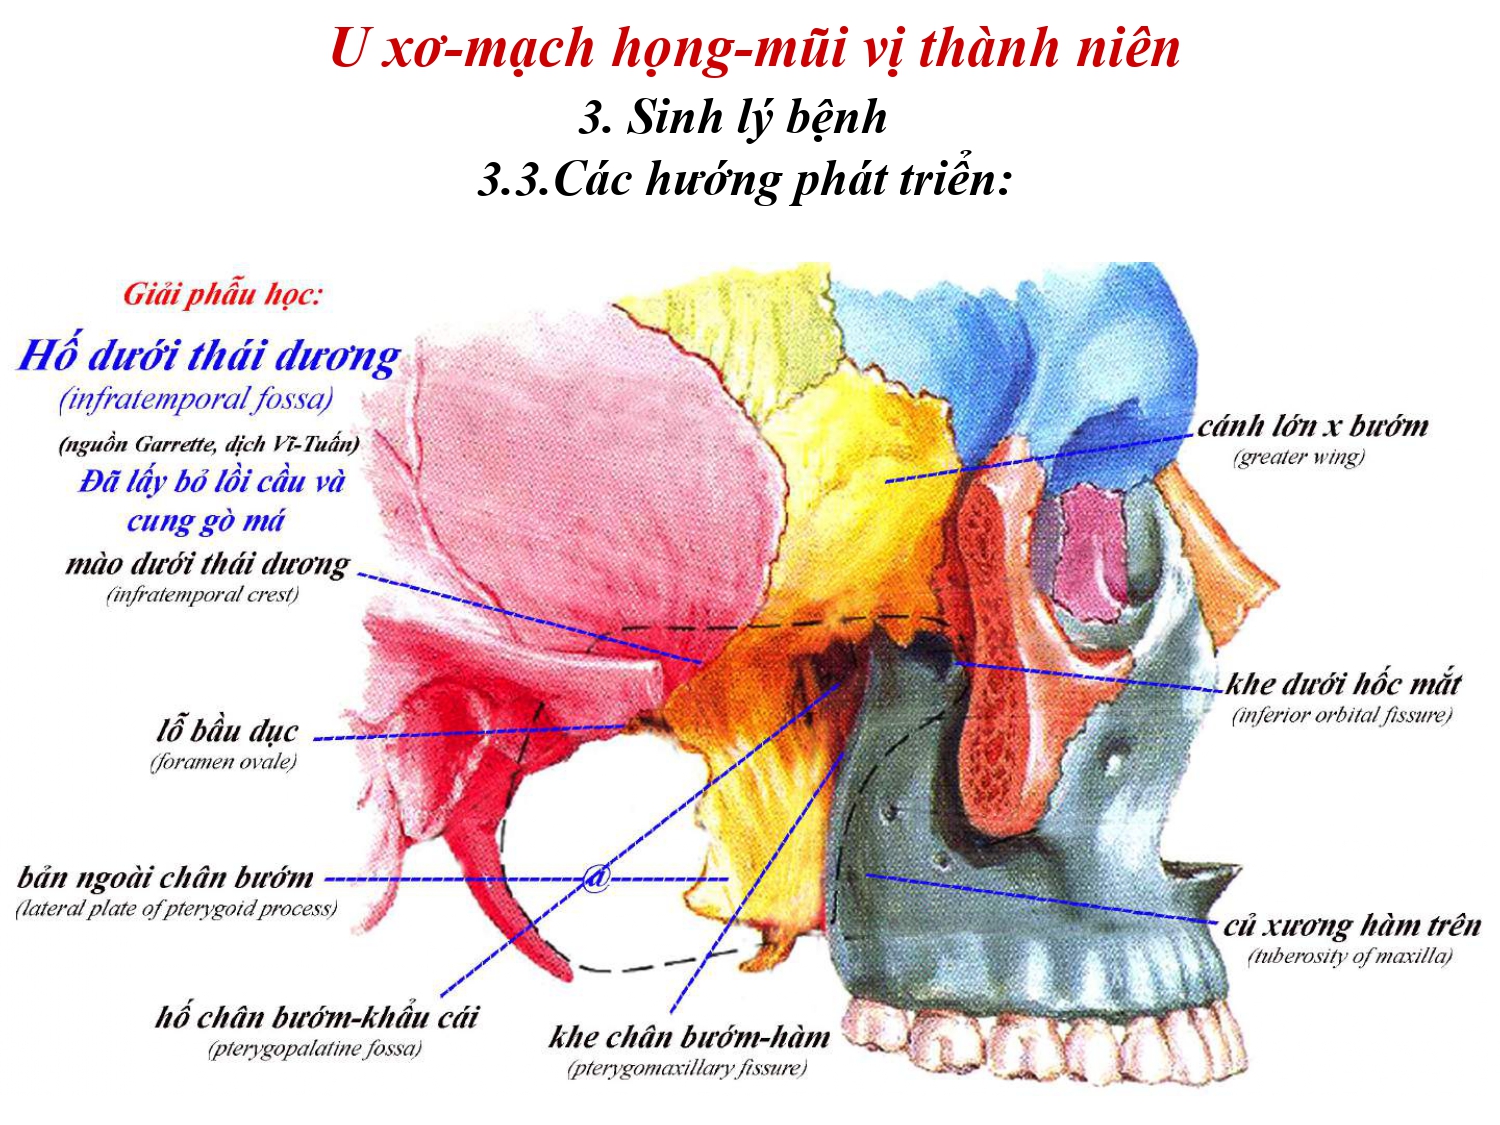 U xơ-mạch họng-mũi vị thành niên
3. Sinh lý bệnh
3.3.Các hướng phát triển:
Giải phẫu học:
Hố dưới thái dương
(infratemporal fossa)
(nguồn Garrette, dịch Vĩ-Tuấn)
Đã lấy bỏ lồi cầu và
cung gò má
mào dưới thái dương
(infratemporal crest)
lỗ bầu dục
(foramen ovale)
bản ngoài chân bướm
(lateral plate of pterygoid process)
@
hố chân bướm-khẩu cái
(pterygopalatine fossa)
khe chân bướm-hàm
(pterygomaxillary fissure)
cánh lớn x bướm
(greater wing)
khe dưới hốc mắt
(inferior orbital fissure)
củ xương hàm trên
(tuberosity of maxilla)